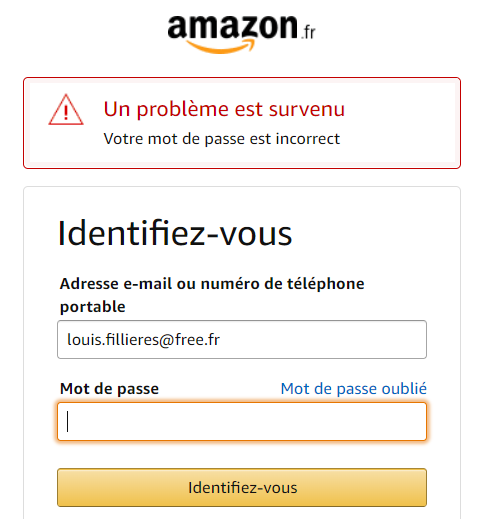 amazon.fr
Un problème est survenu
Votre mot de passe est incorrect
Identifiez-vous
Adresse e-mail ou numéro de téléphone
portable
louis.fillieres@free.fr
Mot de passe Mot de passe oublié
Identifiez-vous